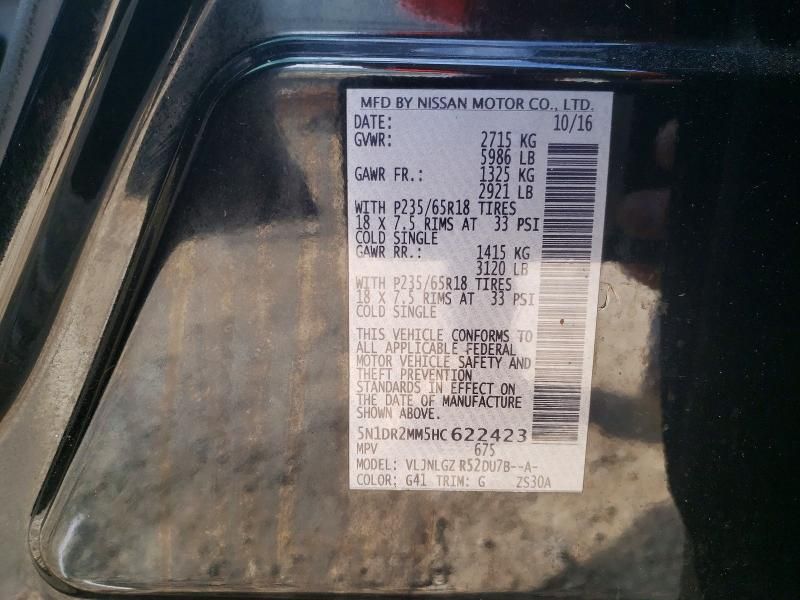 MFD BY NISSAN MOTOR CO., LTD.
DATE: 10/16
GVWR: 2715 KG
5986 LB
GAWR FR.: 1325 KG
2921 LB
WITH P235/65R18 TIRES
18 X 7.5 RIMS AT 33 PSI
COLD SINGLE
GAWR RR.: 1415 KG
3120 LB
WITH P235/65R18 TIRES
18 X 7.5 RIMS AT 33 PSI
COLD SINGLE
THIS VEHICLE CONFORMS TO
ALL APPLICABLE FEDERAL
MOTOR VEHICLE SAFETY AND
THEFT PREVENTION
STANDARDS IN EFFECT ON
THE DATE OF MANUFACTURE
SHOWN ABOVE.
5N1DR2MM5HC622423
MPV 675
MODEL: VLJNLGZ R52DU7B--A-
COLOR: G41 TRIM: G ZS30A